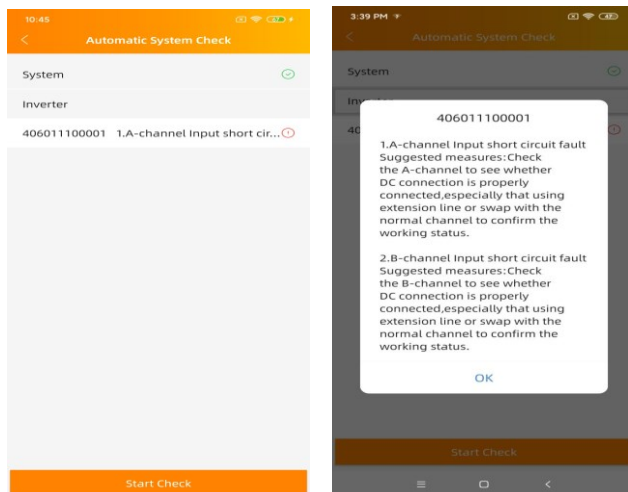 10:45
Automatic System Check
System
Inverter
406011100001 1.A-channel Input short cir...
Start Check
3:39 PM
Automatic System Check
System
Inverter
40
406011100001
1.A-channel Input short circuit fault
Suggested measures:Check
the A-channel to see whether
DC connection is properly
connected,especially that using
extension line or swap with the
normal channel to confirm the
working status.
2.B-channel Input short circuit fault
Suggested measures:Check
the B-channel to see whether
DC connection is properly
connected,especially that using
extension line or swap with the
normal channel to confirm the
working status.
OK
Start Check